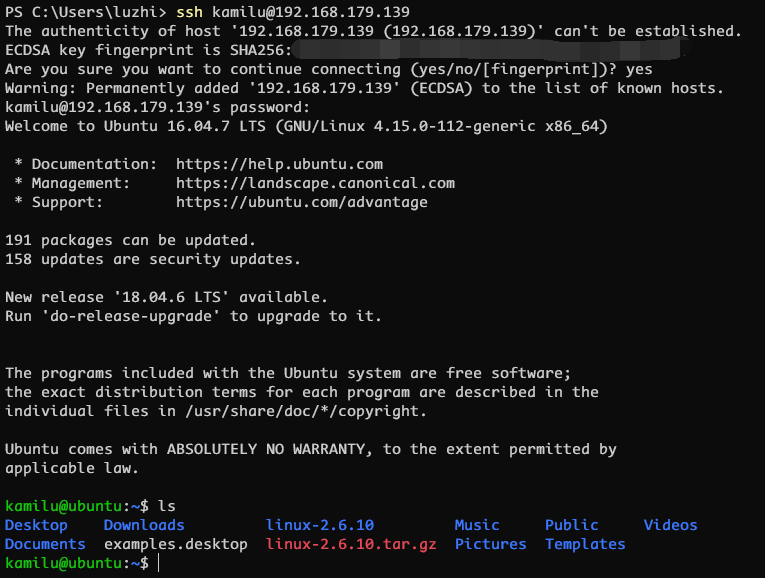 PS C:\Users\luzhi> ssh kamilu@192.168.179.139
The authenticity of host '192.168.179.139 (192.168.179.139)' can't be established.
ECDSA key fingerprint is SHA256:
Are you sure you want to continue connecting (yes/no/[fingerprint])? yes
Warning: Permanently added '192.168.179.139' (ECDSA) to the list of known hosts.
kamilu@192.168.179.139's password:
Welcome to Ubuntu 16.04.7 LTS (GNU/Linux 4.15.0-112-generic x86_64)
* Documentation:  https://help.ubuntu.com
* Management:     https://landscape.canonical.com
* Support:        https://ubuntu.com/advantage
191 packages can be updated.
158 updates are security updates.
New release '18.04.6 LTS' available.
Run 'do-release-upgrade' to upgrade to it.
The programs included with the Ubuntu system are free software;
the exact distribution terms for each program are described in the
individual files in /usr/share/doc/*/copyright.
Ubuntu comes with ABSOLUTELY NO WARRANTY, to the extent permitted by
applicable law.
kamilu@ubuntu:~$ ls
Desktop    Downloads         linux-2.6.10         Music     Public     Videos
Documents  examples.desktop  linux-2.6.10.tar.gz  Pictures  Templates
kamilu@ubuntu:~$